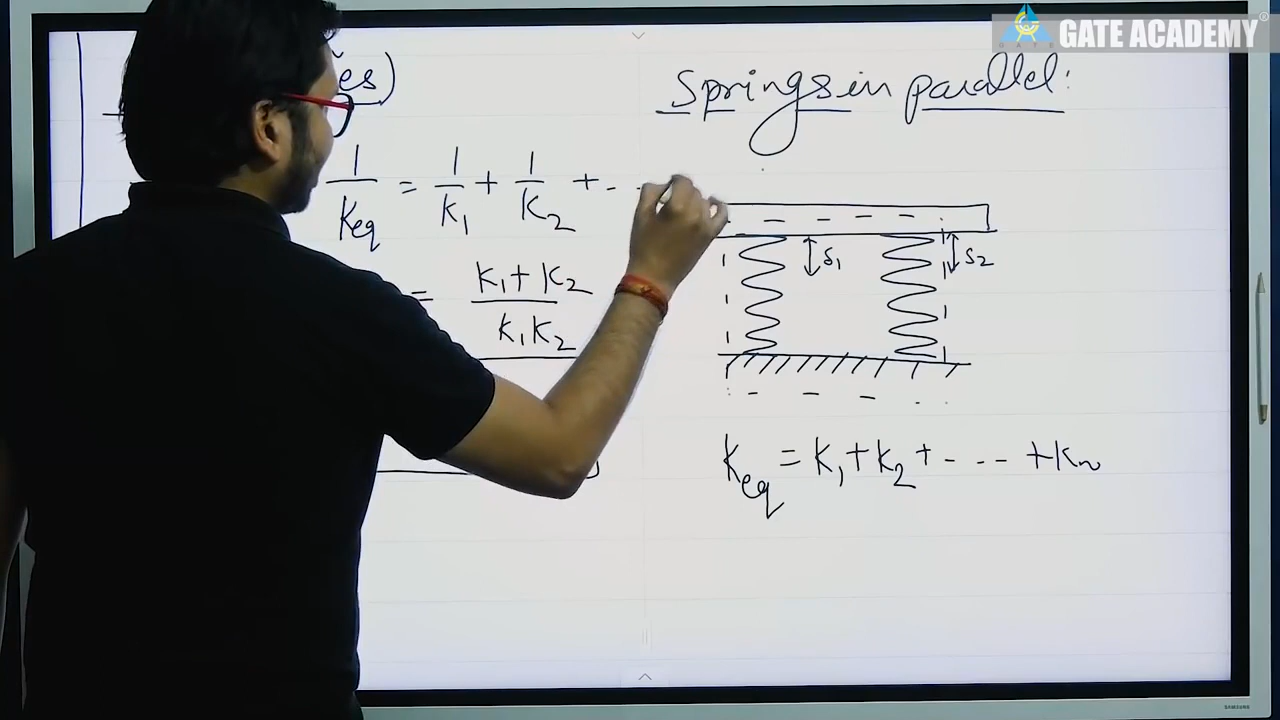 GATE ACADEMY
es)
Springs in parallel:
1/Keq = 1/K1 + 1/K2 + - -
δ1
δ2
= K1 + K2 / K1K2
Keq = K1 + K2 + - - - + Kn
SAMSUNG